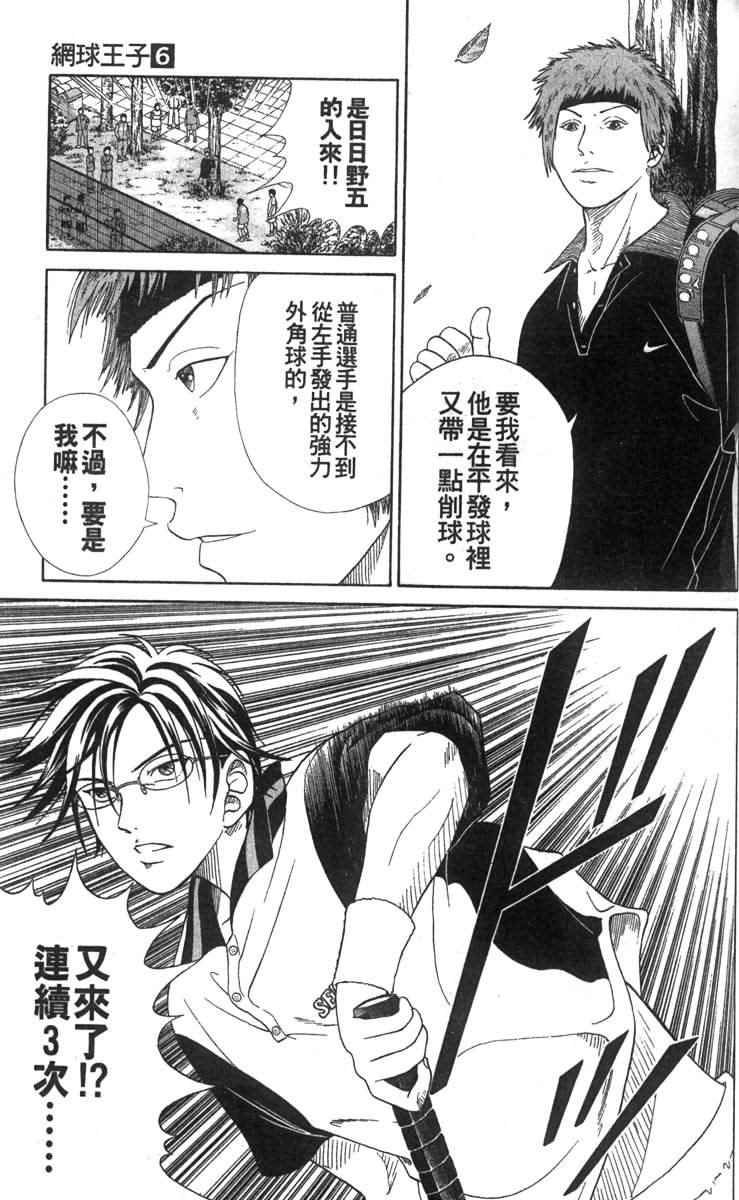 網球王子6
要我看來，
他是在平發球裡
又帶一點削球。
是日日野五
的人來!!
普通選手是接不到
從左手發出的強力
外角球的，
不過，要是
我嘛……
又來了!?
連續3次……
SE